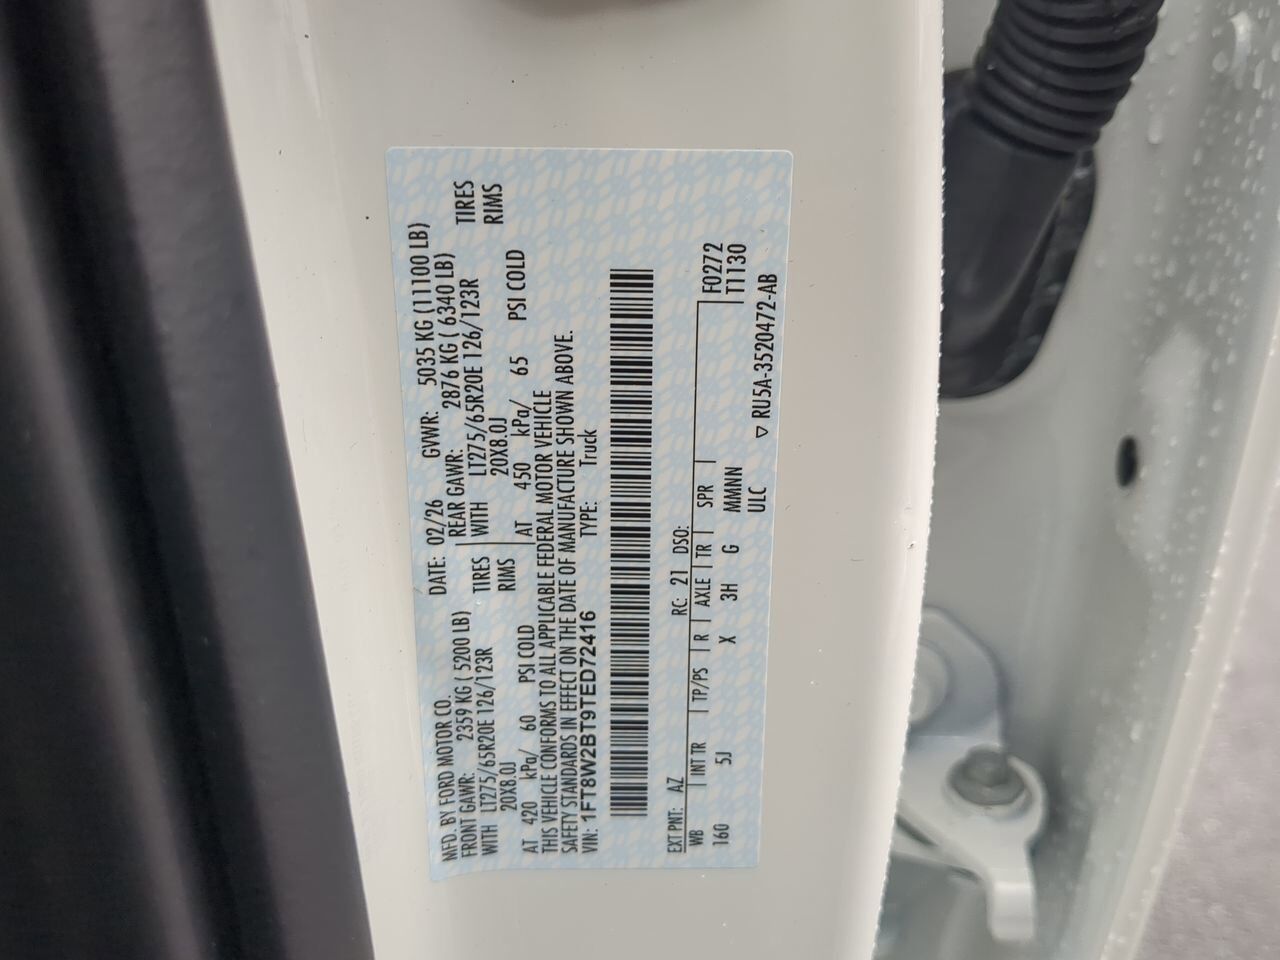 MFD. BY FORD MOTOR CO.
DATE: 02/26 GVWR: 5035 KG (11100 LB)
FRONT GAWR: 2359 KG ( 5200 LB) REAR GAWR: 2876 KG ( 6340 LB)
WITH LT275/65R20E 126/123R TIRES WITH LT275/65R20E 126/123R TIRES
20X8.0J RIMS 20X8.0J RIMS
AT 420 kPa/ 60 PSI COLD AT 450 kPa/ 65 PSI COLD
THIS VEHICLE CONFORMS TO ALL APPLICABLE FEDERAL MOTOR VEHICLE
SAFETY STANDARDS IN EFFECT ON THE DATE OF MANUFACTURE SHOWN ABOVE.
VIN: 1FT8W2BT9TED72416 TYPE: Truck
EXT PNT: AZ RC: 21 DSO:
WB INT TR TP/PS R AXLE TR SPR F0272
160 5J X 3H G MMNN T1130
ULC ▽ RU5A-3520472-AB